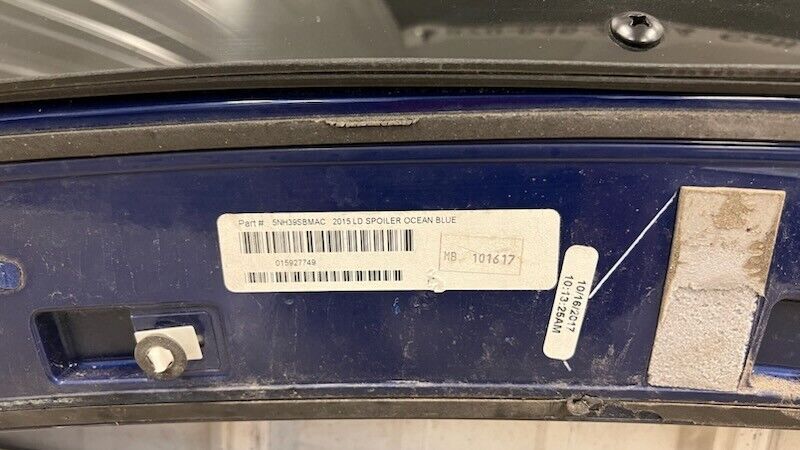 Part #: 5NH39SBMAC 2015 LD SPOILER OCEAN BLUE
015927749
MB 101617
10/16/2017
10:13:25AM